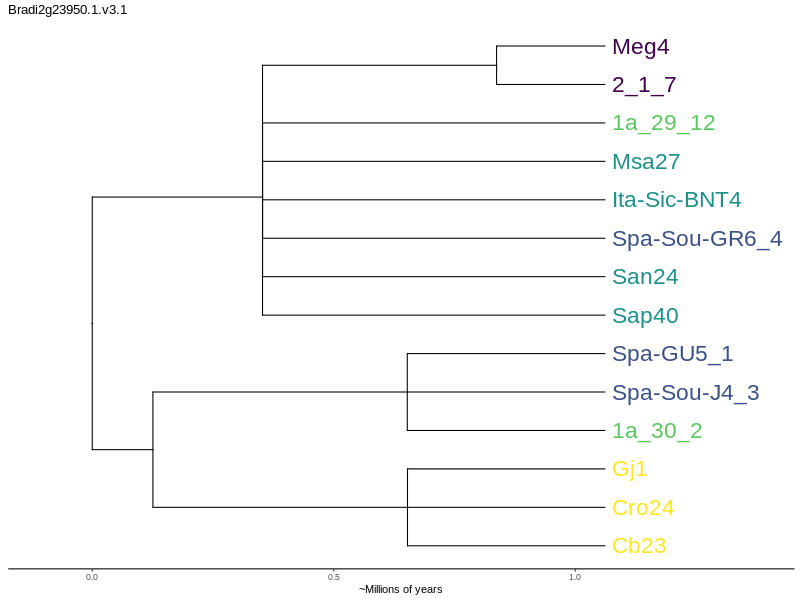 Bradi2g23950.1.v3.1
Meg4
2_1_7
1a_29_12
Msa27
Ita-Sic-BNT4
Spa-Sou-GR6_4
San24
Sap40
Spa-GU5_1
Spa-Sou-J4_3
1a_30_2
Gj1
Cro24
Cb23
0.0 0.5 1.0
~Millions of years